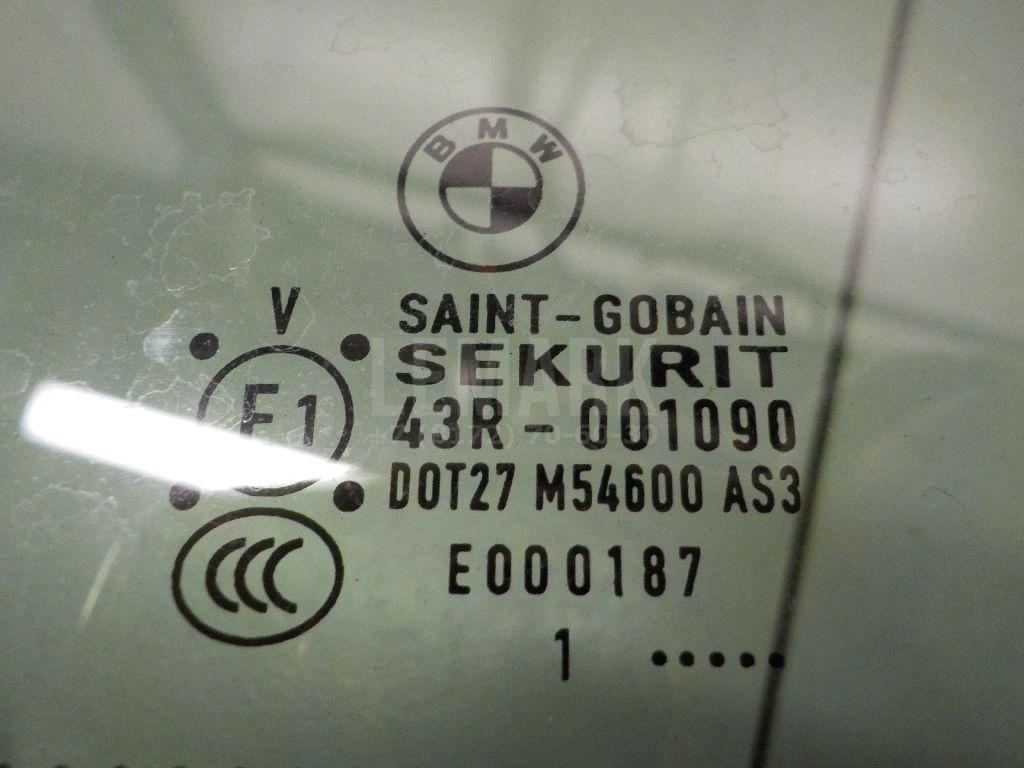 BMW
V
E1
SAINT-GOBAIN
SEKURIT
43R-001090
DOT27 M54600 AS3
CCC
E000187
1 .....